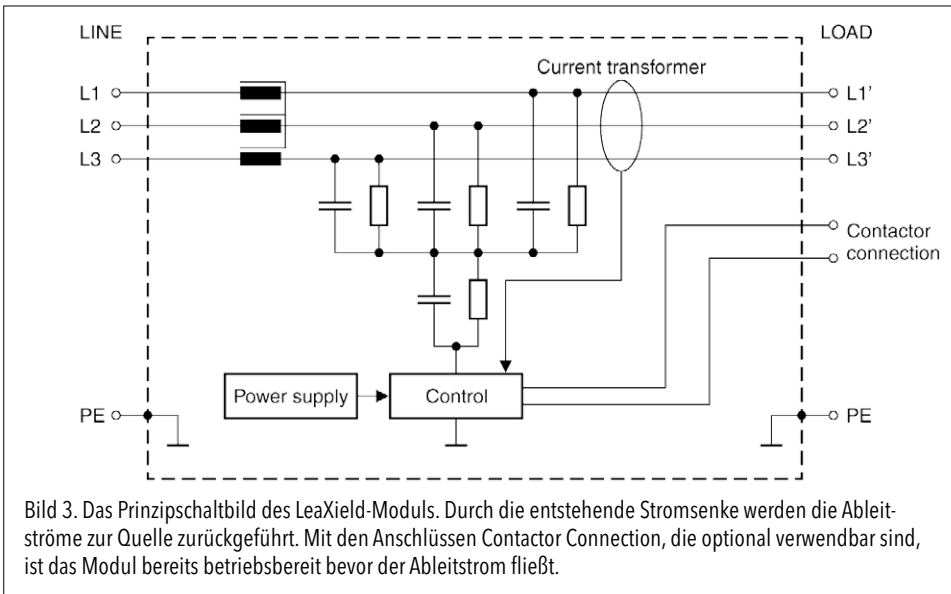 LINE
LOAD
Current transformer
L1
L1'
L2
L2'
L3
L3'
Contactor
connection
Power supply
Control
PE
PE
Bild 3. Das Prinzipschaltbild des LeaXield-Moduls. Durch die entstehende Stromsenke werden die Ableit-
ströme zur Quelle zurückgeführt. Mit den Anschlüssen Contactor Connection, die optional verwendbar sind,
ist das Modul bereits betriebsbereit bevor der Ableitstrom fließt.